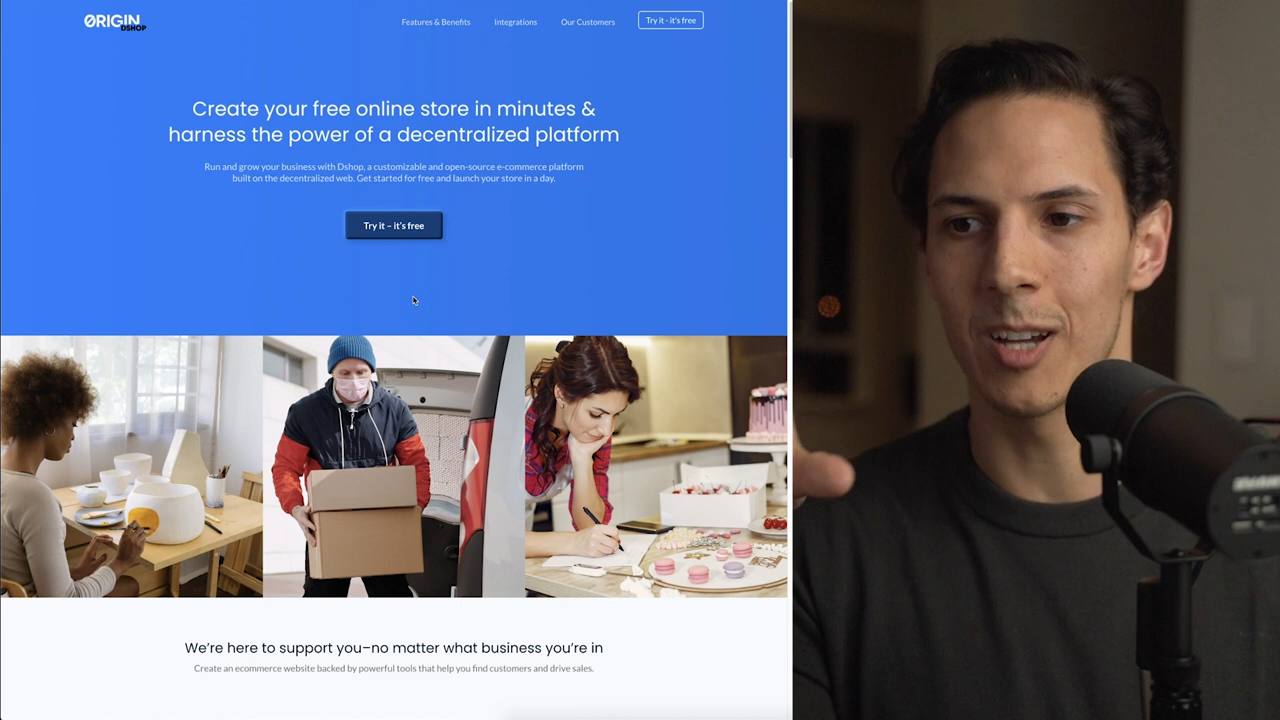 ORIGIN
DSHOP
Features & Benefits
Integrations
Our Customers
Try it - it's free
Create your free online store in minutes &
harness the power of a decentralized platform
Run and grow your business with Dshop, a customizable and open-source e-commerce platform
built on the decentralized web. Get started for free and launch your store in a day.
Try it – it's free
We're here to support you–no matter what business you're in
Create an ecommerce website backed by powerful tools that help you find customers and drive sales.